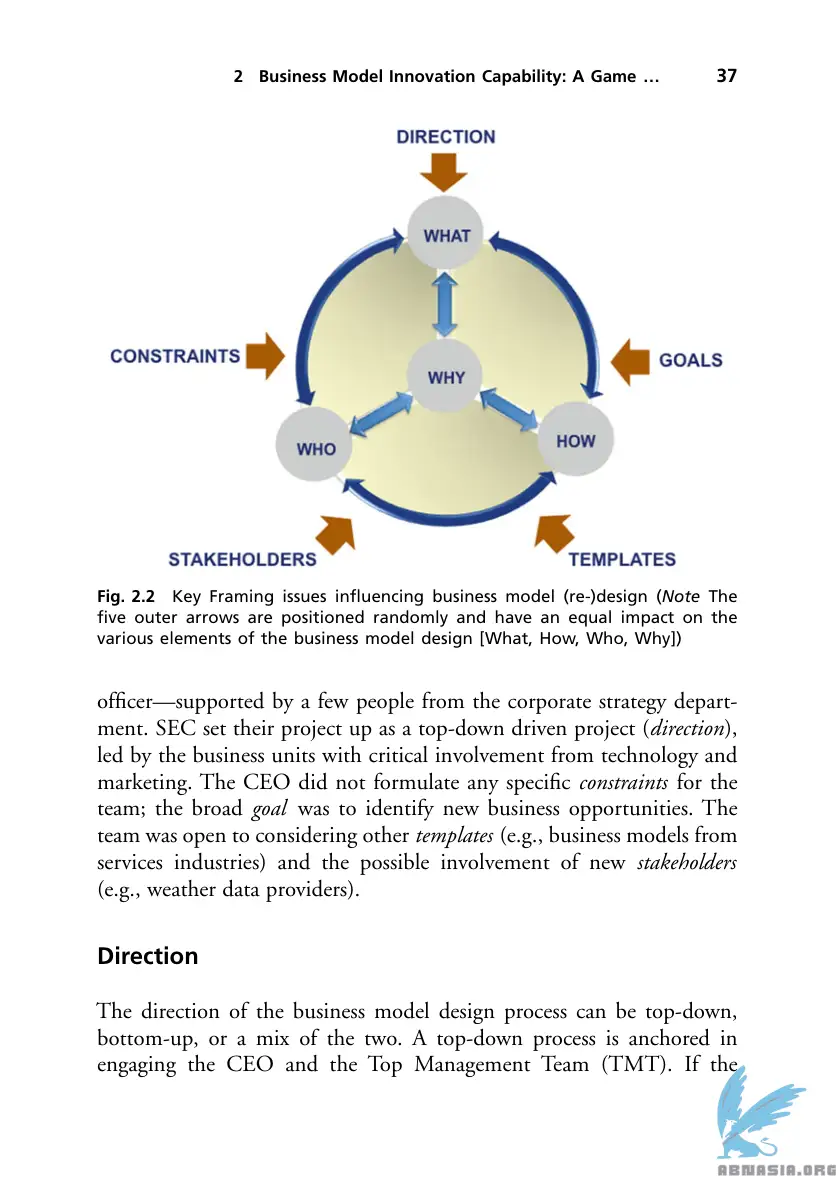 2 Business Model Innovation Capability: A Game … 37
DIRECTION
WHAT
CONSTRAINTS
GOALS
WHY
WHO
HOW
STAKEHOLDERS
TEMPLATES
Fig. 2.2 Key Framing issues influencing business model (re-)design (Note The
five outer arrows are positioned randomly and have an equal impact on the
various elements of the business model design [What, How, Who, Why])
officer—supported by a few people from the corporate strategy depart-
ment. SEC set their project up as a top-down driven project (direction),
led by the business units with critical involvement from technology and
marketing. The CEO did not formulate any specific constraints for the
team; the broad goal was to identify new business opportunities. The
team was open to considering other templates (e.g., business models from
services industries) and the possible involvement of new stakeholders
(e.g., weather data providers).
Direction
The direction of the business model design process can be top-down,
bottom-up, or a mix of the two. A top-down process is anchored in
engaging the CEO and the Top Management Team (TMT). If the
ABNASIA.ORG